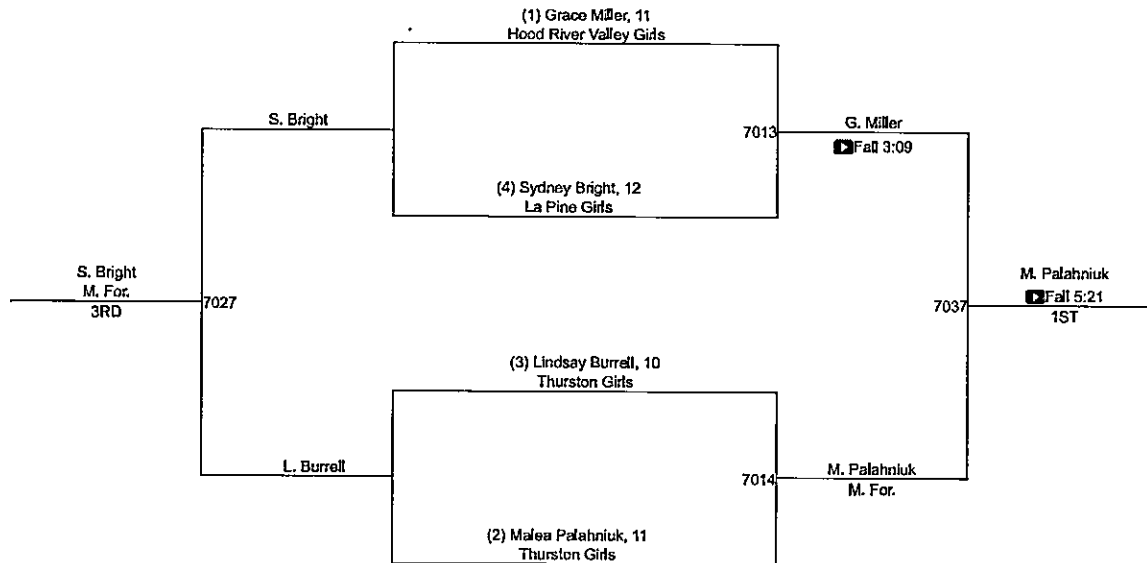 (1) Grace Miller, 11
Hood River Valley Girls
S. Bright
7013
G. Miller
Fall 3:09
(4) Sydney Bright, 12
La Pine Girls
S. Bright
M. For.
3RD
7027
7037
M. Palahniuk
Fall 5:21
1ST
(3) Lindsay Burrell, 10
Thurston Girls
L. Burrell
7014
M. Palahniuk
M. For.
(2) Malea Palahniuk, 11
Thurston Girls